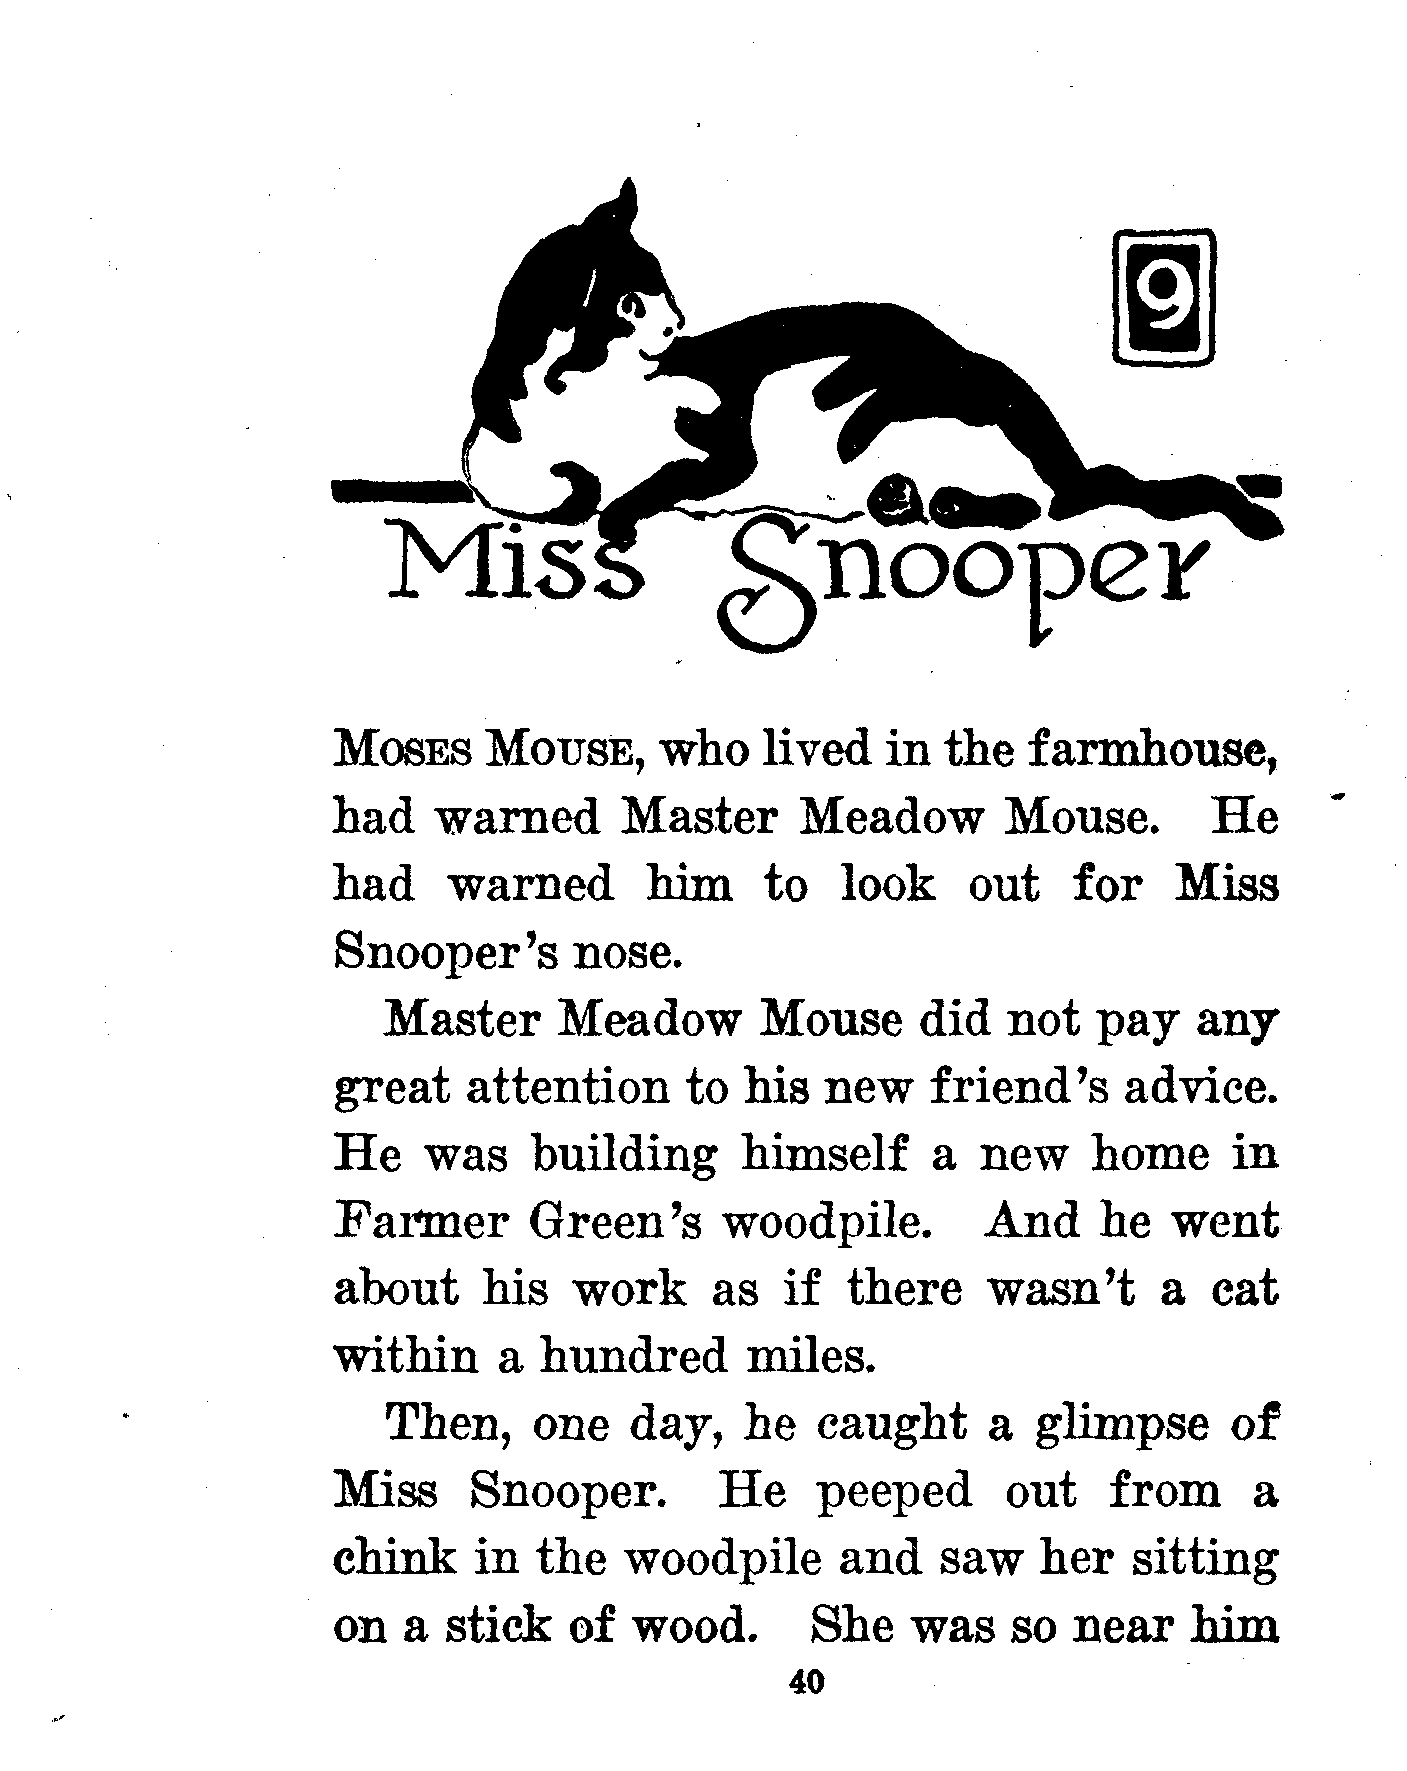 9
Miss Snooper
MOSES MOUSE, who lived in the farmhouse,
had warned Master Meadow Mouse. He
had warned him to look out for Miss
Snooper's nose.
Master Meadow Mouse did not pay any
great attention to his new friend's advice.
He was building himself a new home in
Farmer Green's woodpile. And he went
about his work as if there wasn't a cat
within a hundred miles.
Then, one day, he caught a glimpse of
Miss Snooper. He peeped out from a
chink in the woodpile and saw her sitting
on a stick of wood. She was so near him
40